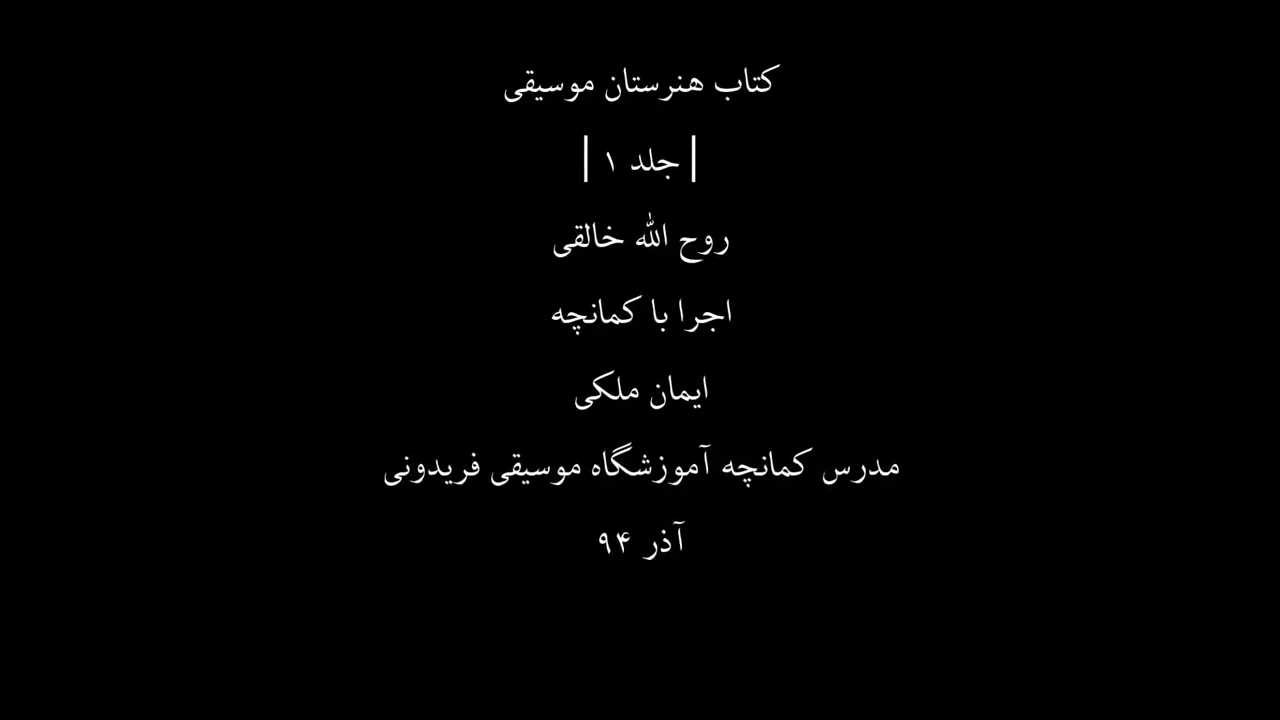 کتاب هنرستان موسیقی
| جلد ۱ |
روح الله خالقی
اجرا با کمانچه
ایمان ملکی
مدرس کمانچه آموزشگاه موسیقی فریدونی
آذر ۹۴